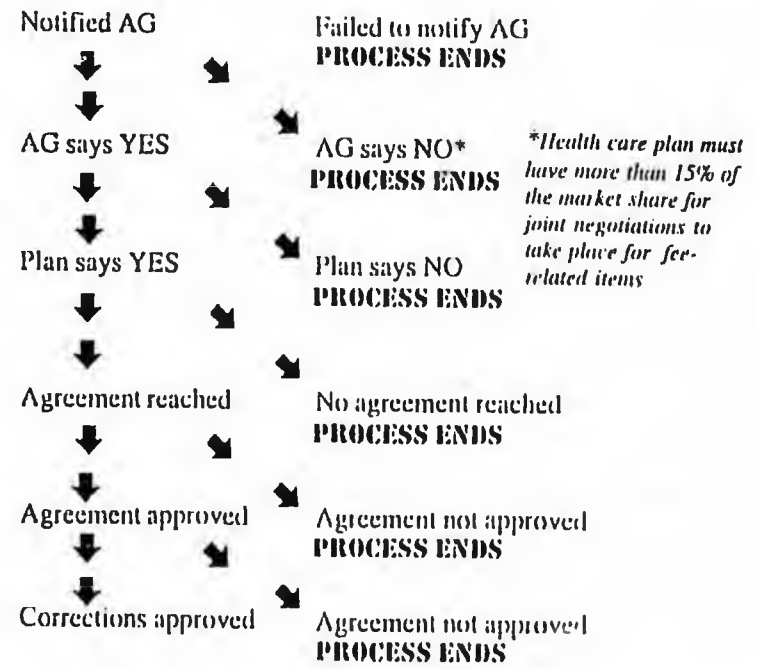 Notified AG
Failed to notify AG
PROCESS ENDS
AG says YES
AG says NO*
PROCESS ENDS
*Health care plan must
have more than 15% of
the market share for
joint negotiations to
take place for fee-
related items
Plan says YES
Plan says NO
PROCESS ENDS
Agreement reached
No agreement reached
PROCESS ENDS
Agreement approved
Agreement not approved
PROCESS ENDS
Corrections approved
Agreement not approved
PROCESS ENDS